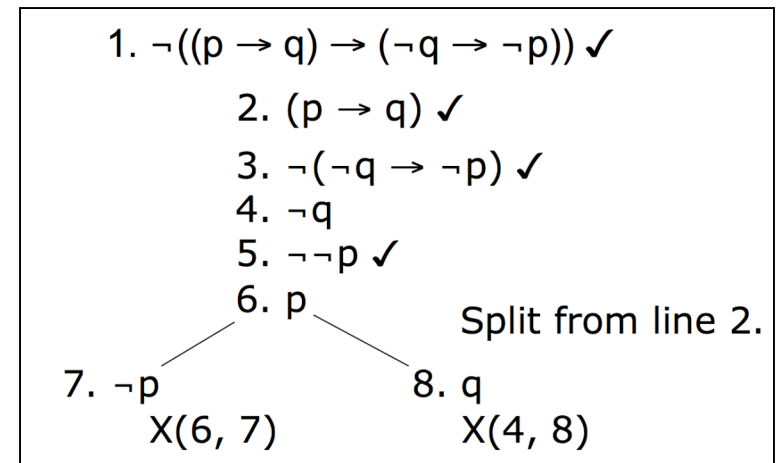 1. ¬((p → q) → (¬q → ¬p)) ✓
2. (p → q) ✓
3. ¬(¬q → ¬p) ✓
4. ¬q
5. ¬¬p ✓
6. p
Split from line 2.
7. ¬p 8. q
X(6, 7) X(4, 8)